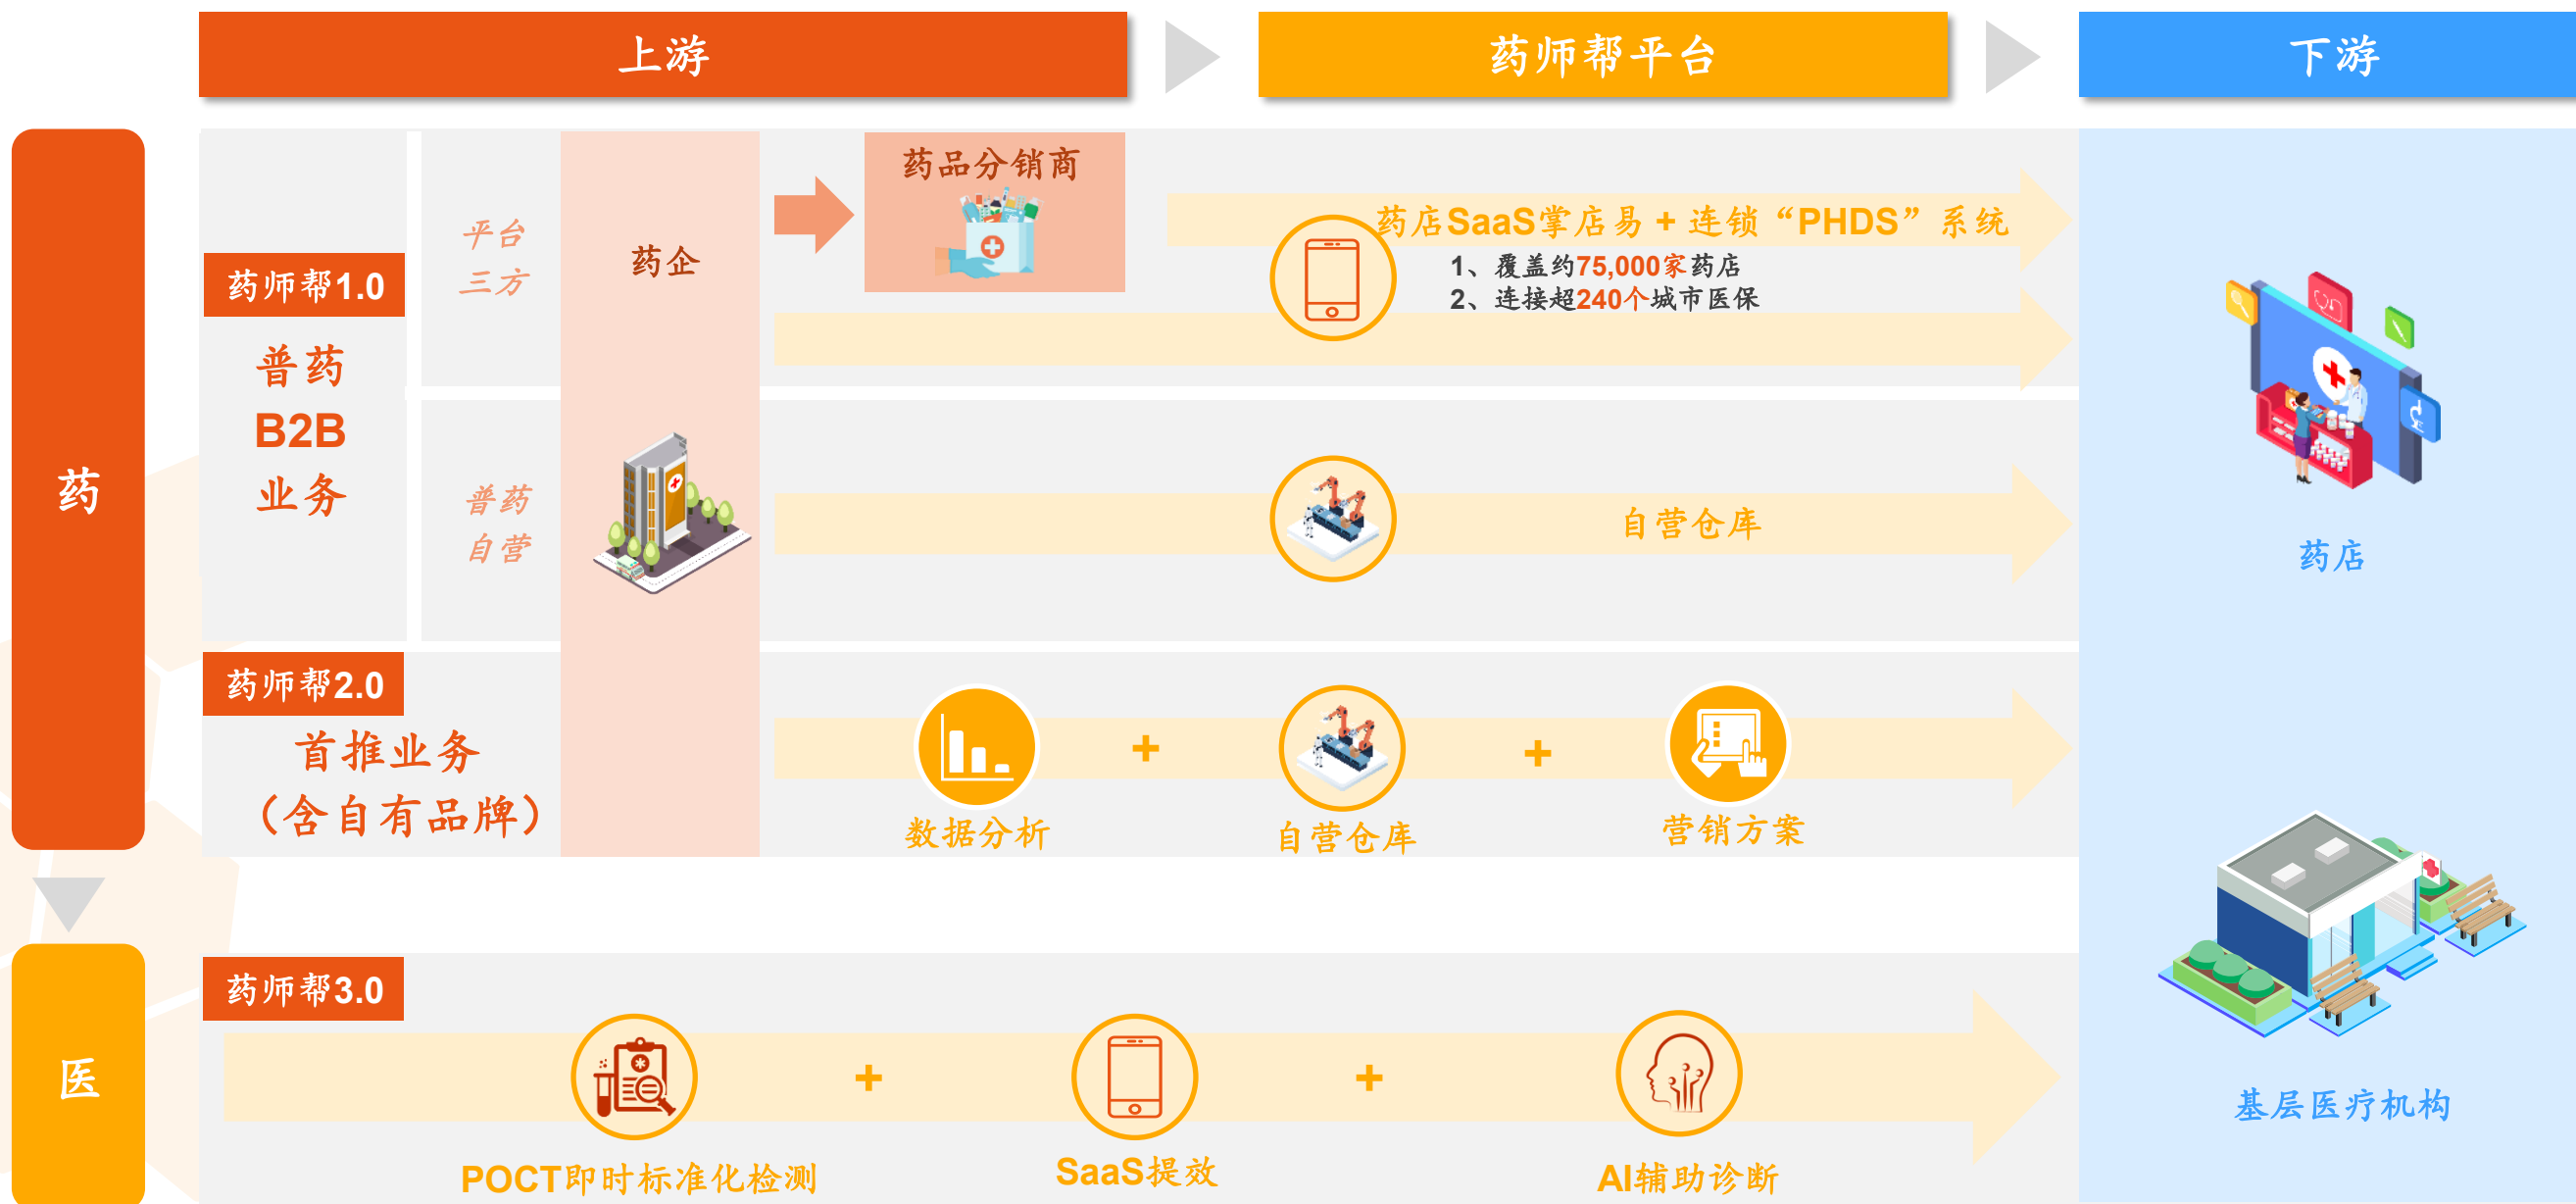 上游
药师帮平台
下游
药
药师帮1.0
普药
B2B
业务
平台
三方
药企
药品分销商
药店SaaS掌店易 + 连锁“PHDS”系统
1、覆盖约75,000家药店
2、连接超240个城市医保
普药
自营
自营仓库
药店
药师帮2.0
首推业务
（含自有品牌）
数据分析
+
自营仓库
+
营销方案
医
药师帮3.0
POCT即时标准化检测
+
SaaS提效
+
AI辅助诊断
基层医疗机构